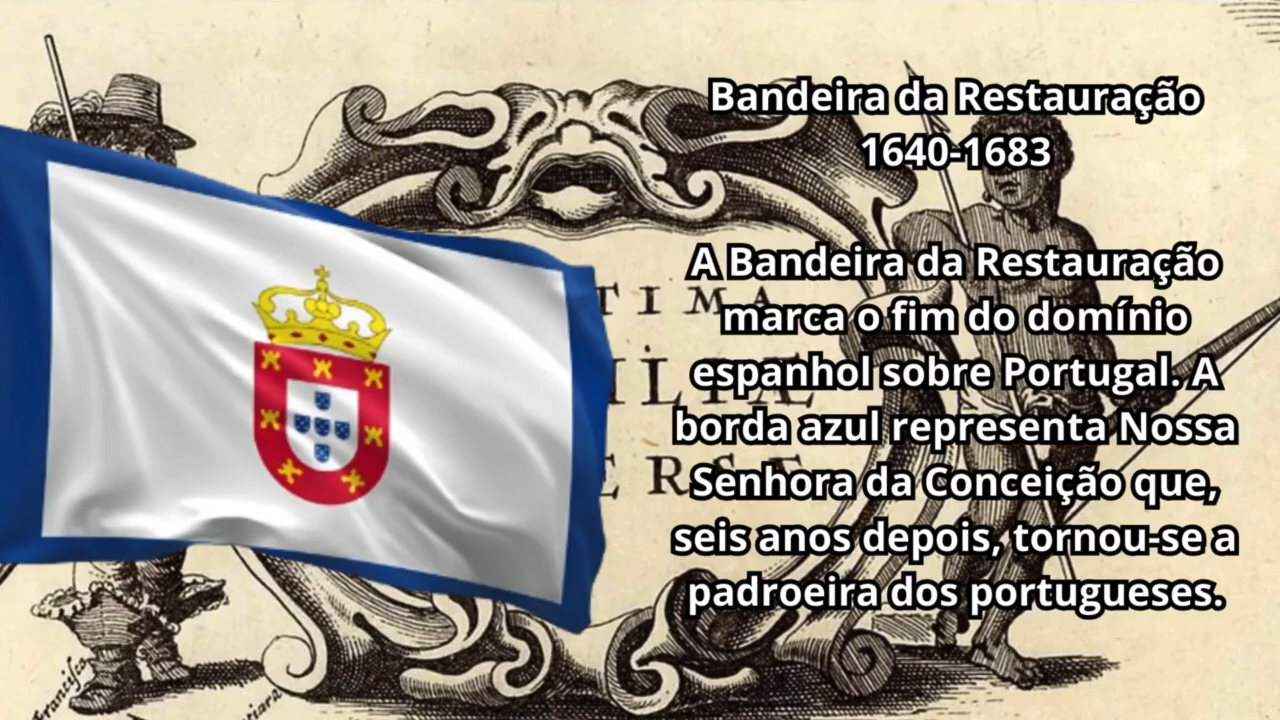 Bandeira da Restauração
1640-1683
A Bandeira da Restauração
marca o fim do domínio
espanhol sobre Portugal. A
borda azul representa Nossa
Senhora da Conceição que,
seis anos depois, tornou-se a
padroeira dos portugueses.